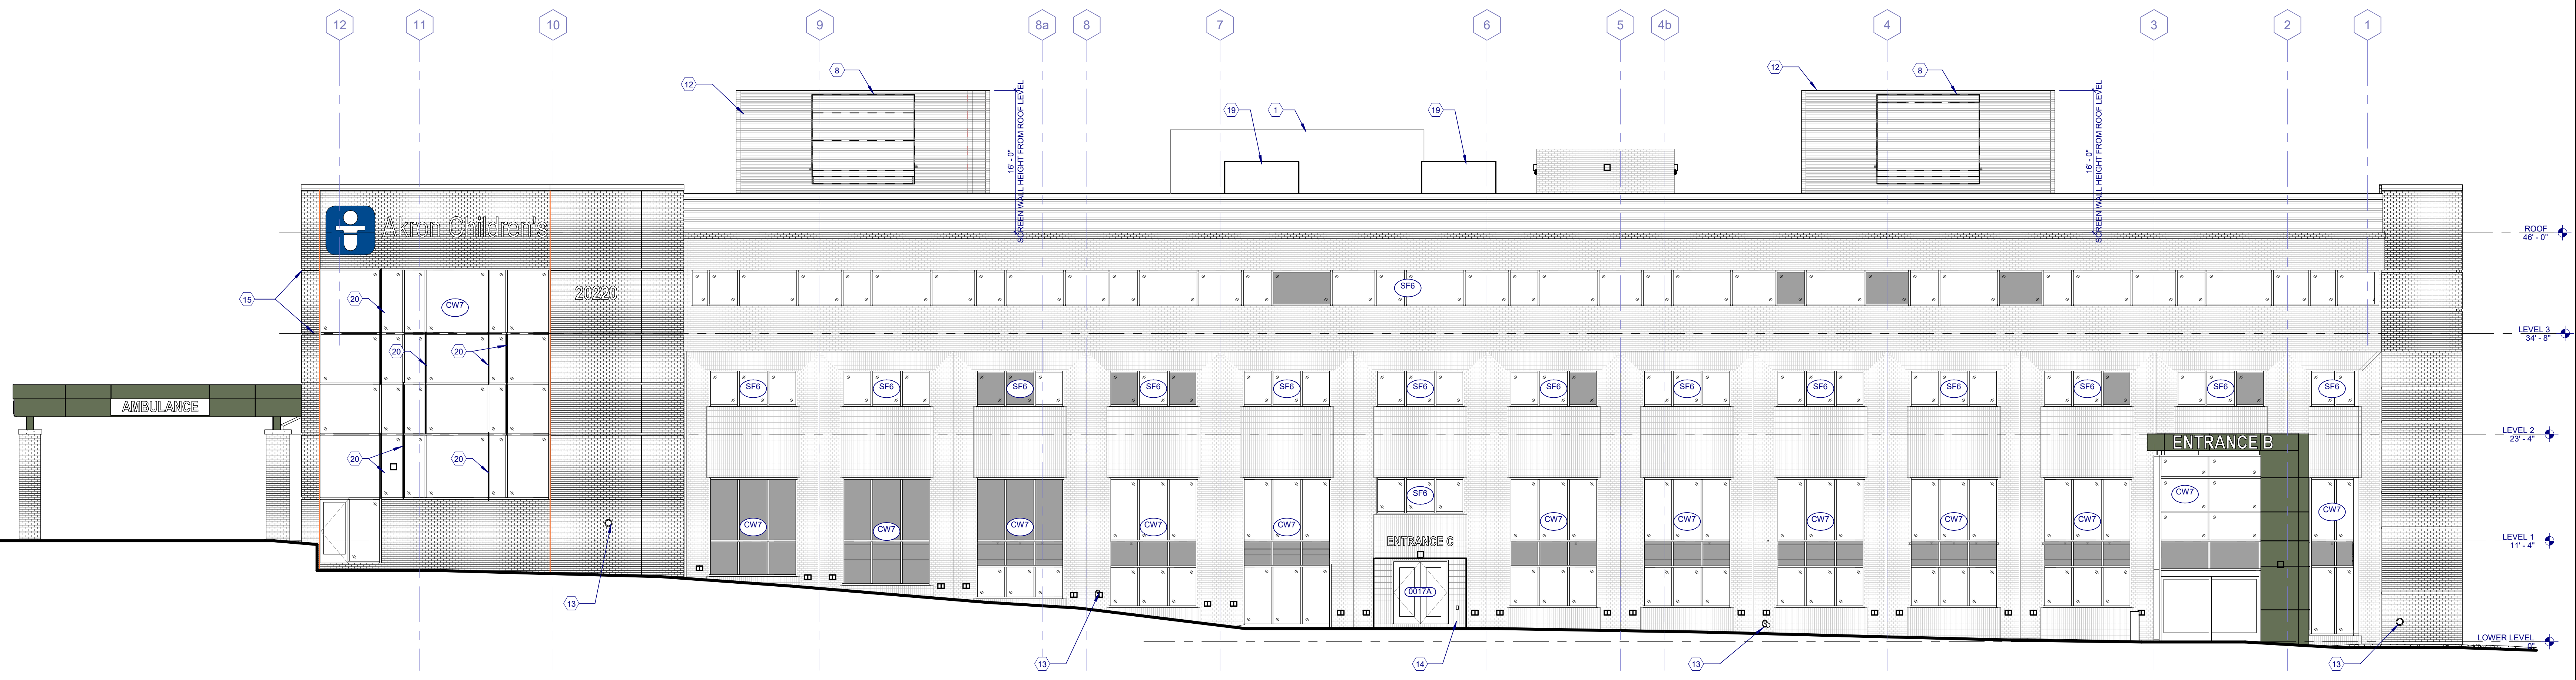 12 11 10 9 8a 8 7 6 5 4b 4 3 2 1
8 12 8
12 19 1 19
16' - 0"
SCREEN WALL HEIGHT FROM ROOF LEVEL
16' - 0"
SCREEN WALL HEIGHT FROM ROOF LEVEL
Akron Children's
ROOF
46' - 0"
15 20 CW7 20220 SF6
LEVEL 3
34' - 8"
20 20
SF6 SF6 SF6 SF6 SF6 SF6 SF6 SF6 SF6 SF6 SF6 SF6 SF6
AMBULANCE
LEVEL 2
23' - 4"
ENTRANCE B
20 20
SF6 CW7
CW7 CW7 CW7 CW7 CW7 CW7 CW7 CW7 CW7 CW7 CW7
ENTRANCE C
LEVEL 1
11' - 4"
0017A
13
LOWER LEVEL
0"
13 14 13 13